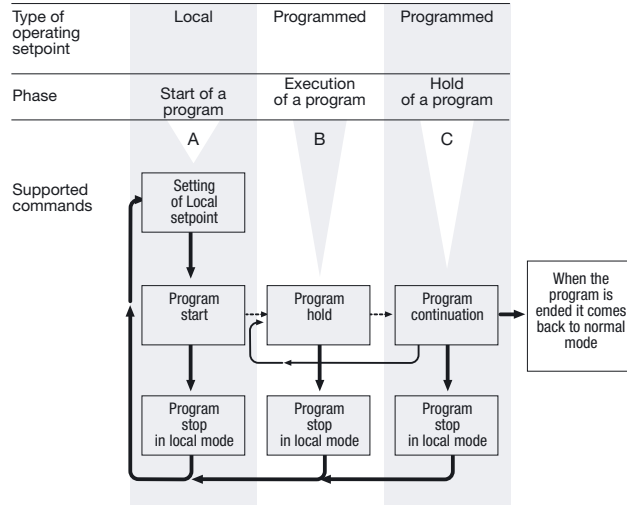 Type of
operating
setpoint
Local
Programmed
Programmed
Phase
Start of a
program
Execution
of a program
Hold
of a program
A
B
C
Supported
commands
Setting
of Local
setpoint
Program
start
Program
hold
Program
continuation
When the
program is
ended it comes
back to normal
mode
Program
stop
in local mode
Program
stop
in local mode
Program
stop
in local mode